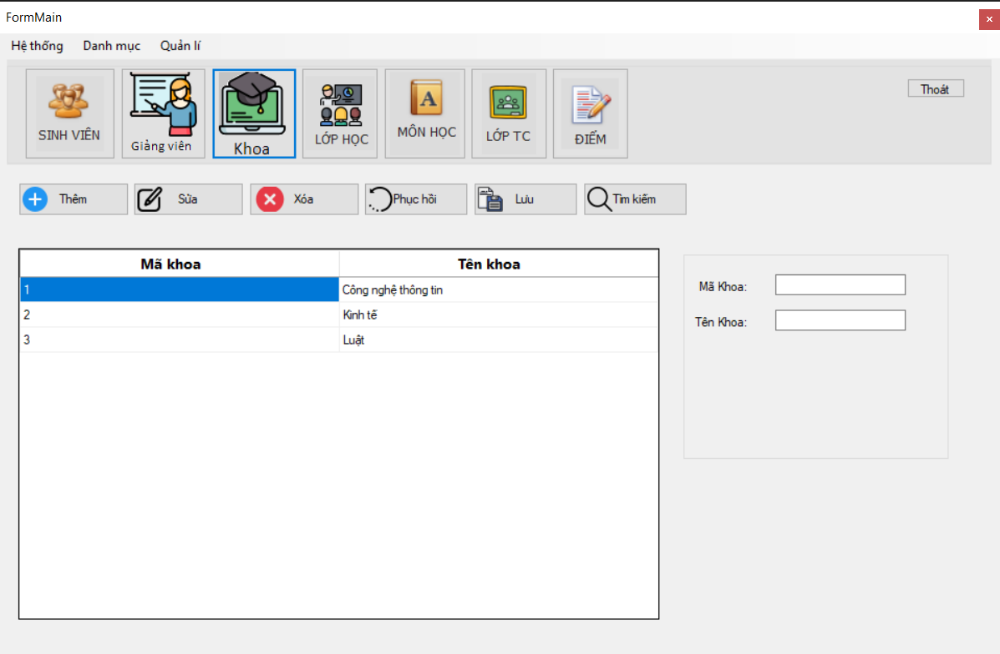 FormMain
Hệ thống Danh mục Quản lí
SINH VIÊN Giảng viên Khoa LỚP HỌC A MÔN HỌC LỚP TC ĐIỂM Thoát
Thêm Sửa Xóa Phục hồi Lưu Tìm kiếm
Mã khoa Tên khoa
1 Công nghệ thông tin
2 Kinh tế
3 Luật
Mã Khoa:
Tên Khoa: